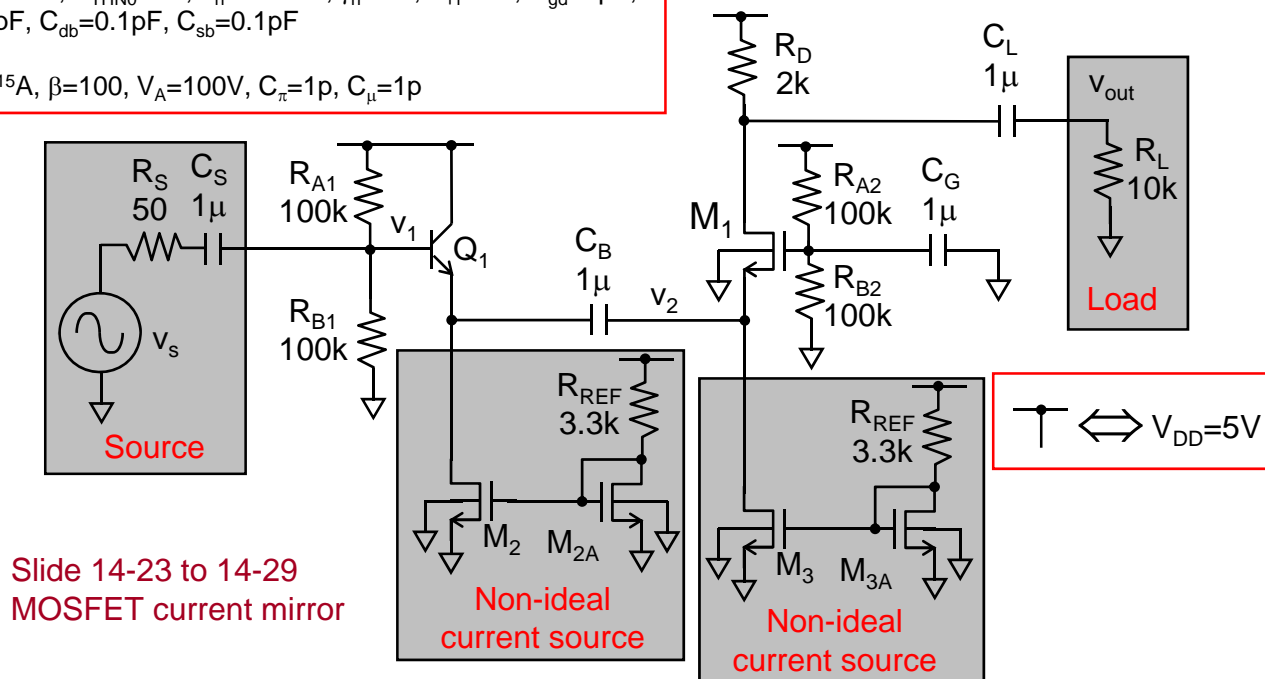 pF, C_db=0.1pF, C_sb=0.1pF
¹⁵A, β=100, V_A=100V, C_π=1p, C_μ=1p
R_D
2k
C_L
1μ
v_out
R_L
10k
Load
R_S
50
C_S
1μ
v_s
Source
R_A1
100k
v_1
R_B1
100k
Q_1
C_B
1μ
v_2
M_1
R_A2
100k
C_G
1μ
R_B2
100k
R_REF
3.3k
M_2
M_2A
Non-ideal
current source
R_REF
3.3k
M_3
M_3A
Non-ideal
current source
V_DD=5V
Slide 14-23 to 14-29
MOSFET current mirror